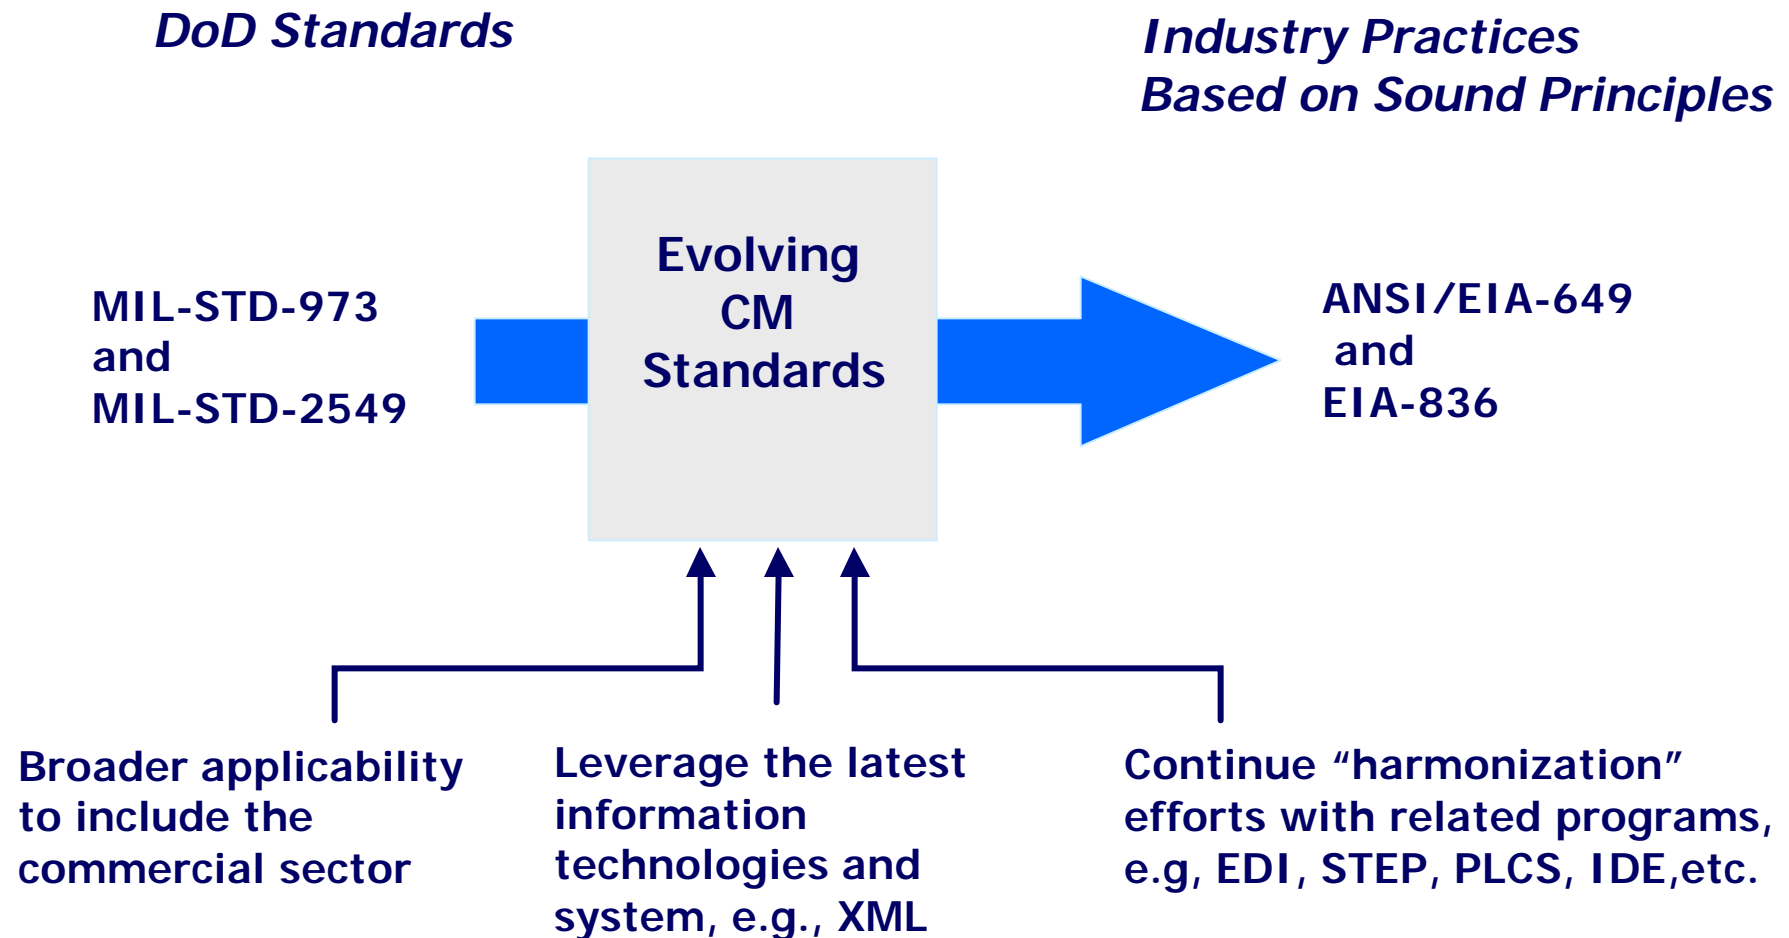 DoD Standards
Industry Practices
Based on Sound Principles
MIL-STD-973
and
MIL-STD-2549
Evolving
CM
Standards
ANSI/EIA-649
and
EIA-836
Broader applicability
to include the
commercial sector
Leverage the latest
information
technologies and
system, e.g., XML
Continue “harmonization”
efforts with related programs,
e.g, EDI, STEP, PLCS, IDE,etc.